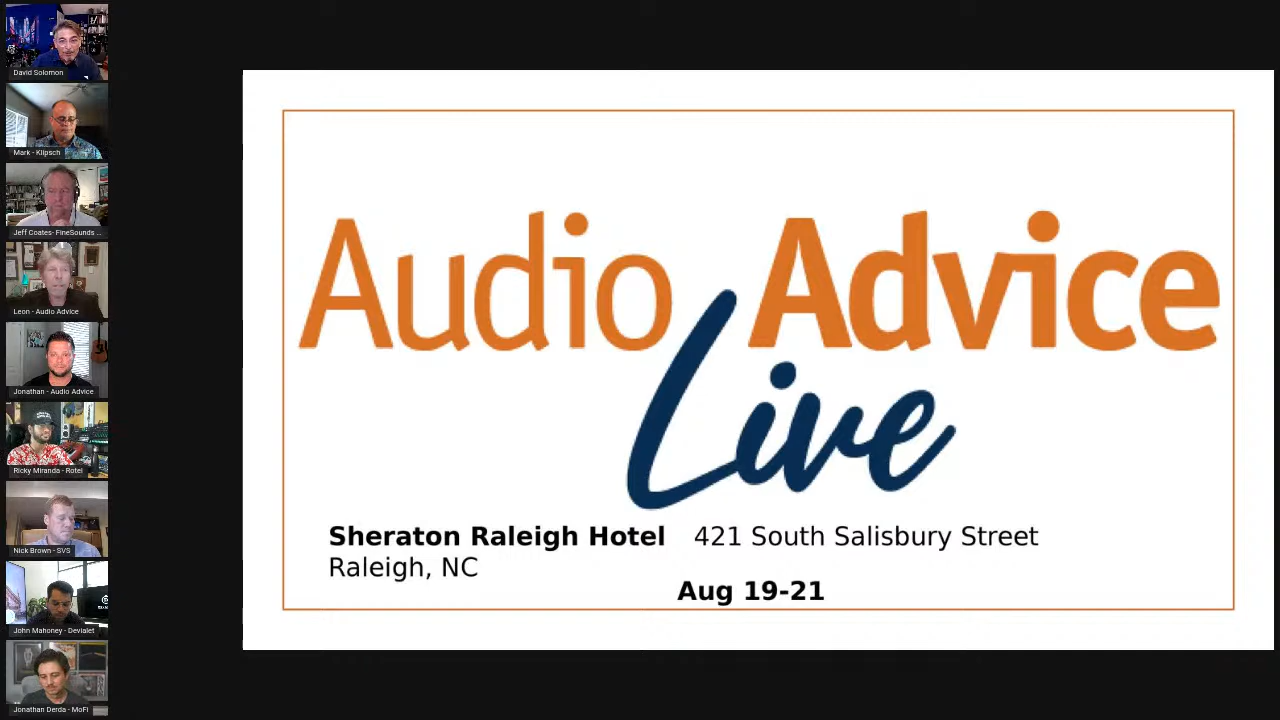 David Solomon
Mark - Klipsch
Jeff Coates- FineSounds ...
Leon - Audio Advice
Jonathan - Audio Advice
Ricky Miranda - Rotel
Nick Brown - SVS
John Mahoney - Devialet
Jonathan Derda - MoFi
Audio Advice
Live
Sheraton Raleigh Hotel 421 South Salisbury Street
Raleigh, NC
Aug 19-21